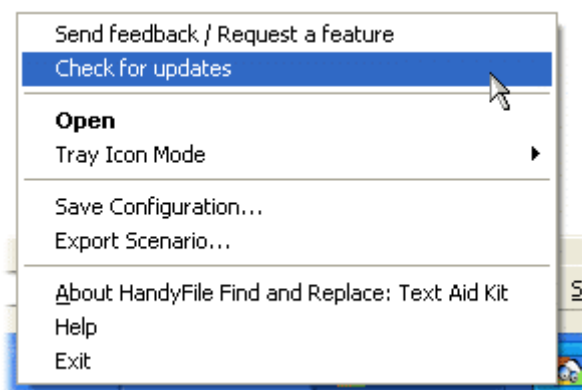 Send feedback / Request a feature
Check for updates
Open
Tray Icon Mode
Save Configuration...
Export Scenario...
About HandyFile Find and Replace: Text Aid Kit
Help
Exit
S